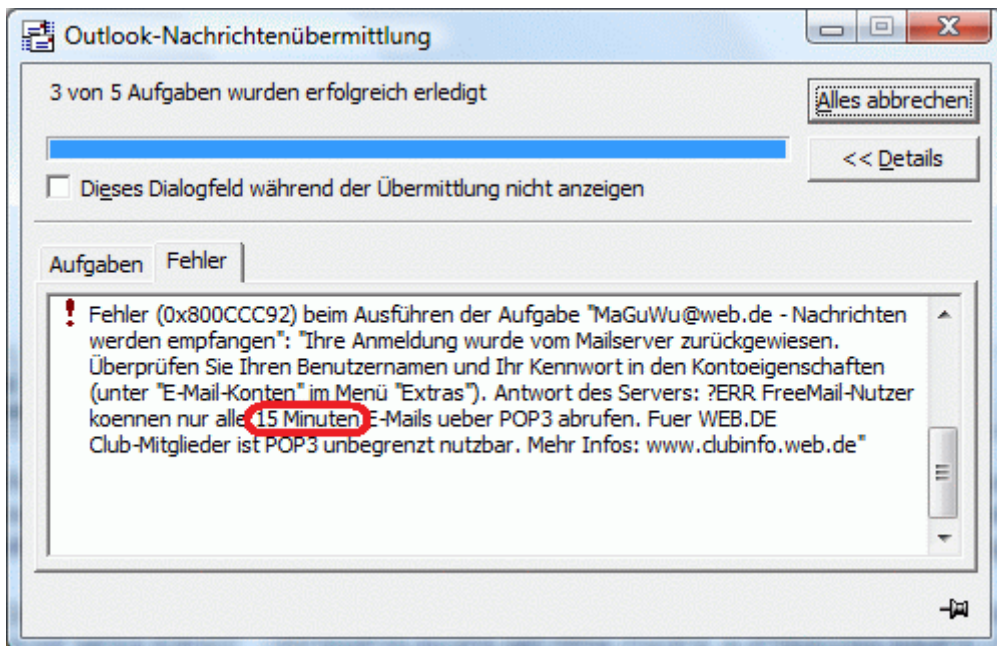 Outlook-Nachrichtenübermittlung
3 von 5 Aufgaben wurden erfolgreich erledigt
Alles abbrechen
<< Details
Dieses Dialogfeld während der Übermittlung nicht anzeigen
Aufgaben
Fehler
Fehler (0x800CCC92) beim Ausführen der Aufgabe "MaGuWu@web.de - Nachrichten
werden empfangen": "Ihre Anmeldung wurde vom Mailserver zurückgewiesen.
Überprüfen Sie Ihren Benutzernamen und Ihr Kennwort in den Kontoeigenschaften
(unter "E-Mail-Konten" im Menü "Extras"). Antwort des Servers: ?ERR FreeMail-Nutzer
koennen nur alle 15 Minuten E-Mails ueber POP3 abrufen. Fuer WEB.DE
Club-Mitglieder ist POP3 unbegrenzt nutzbar. Mehr Infos: www.clubinfo.web.de"